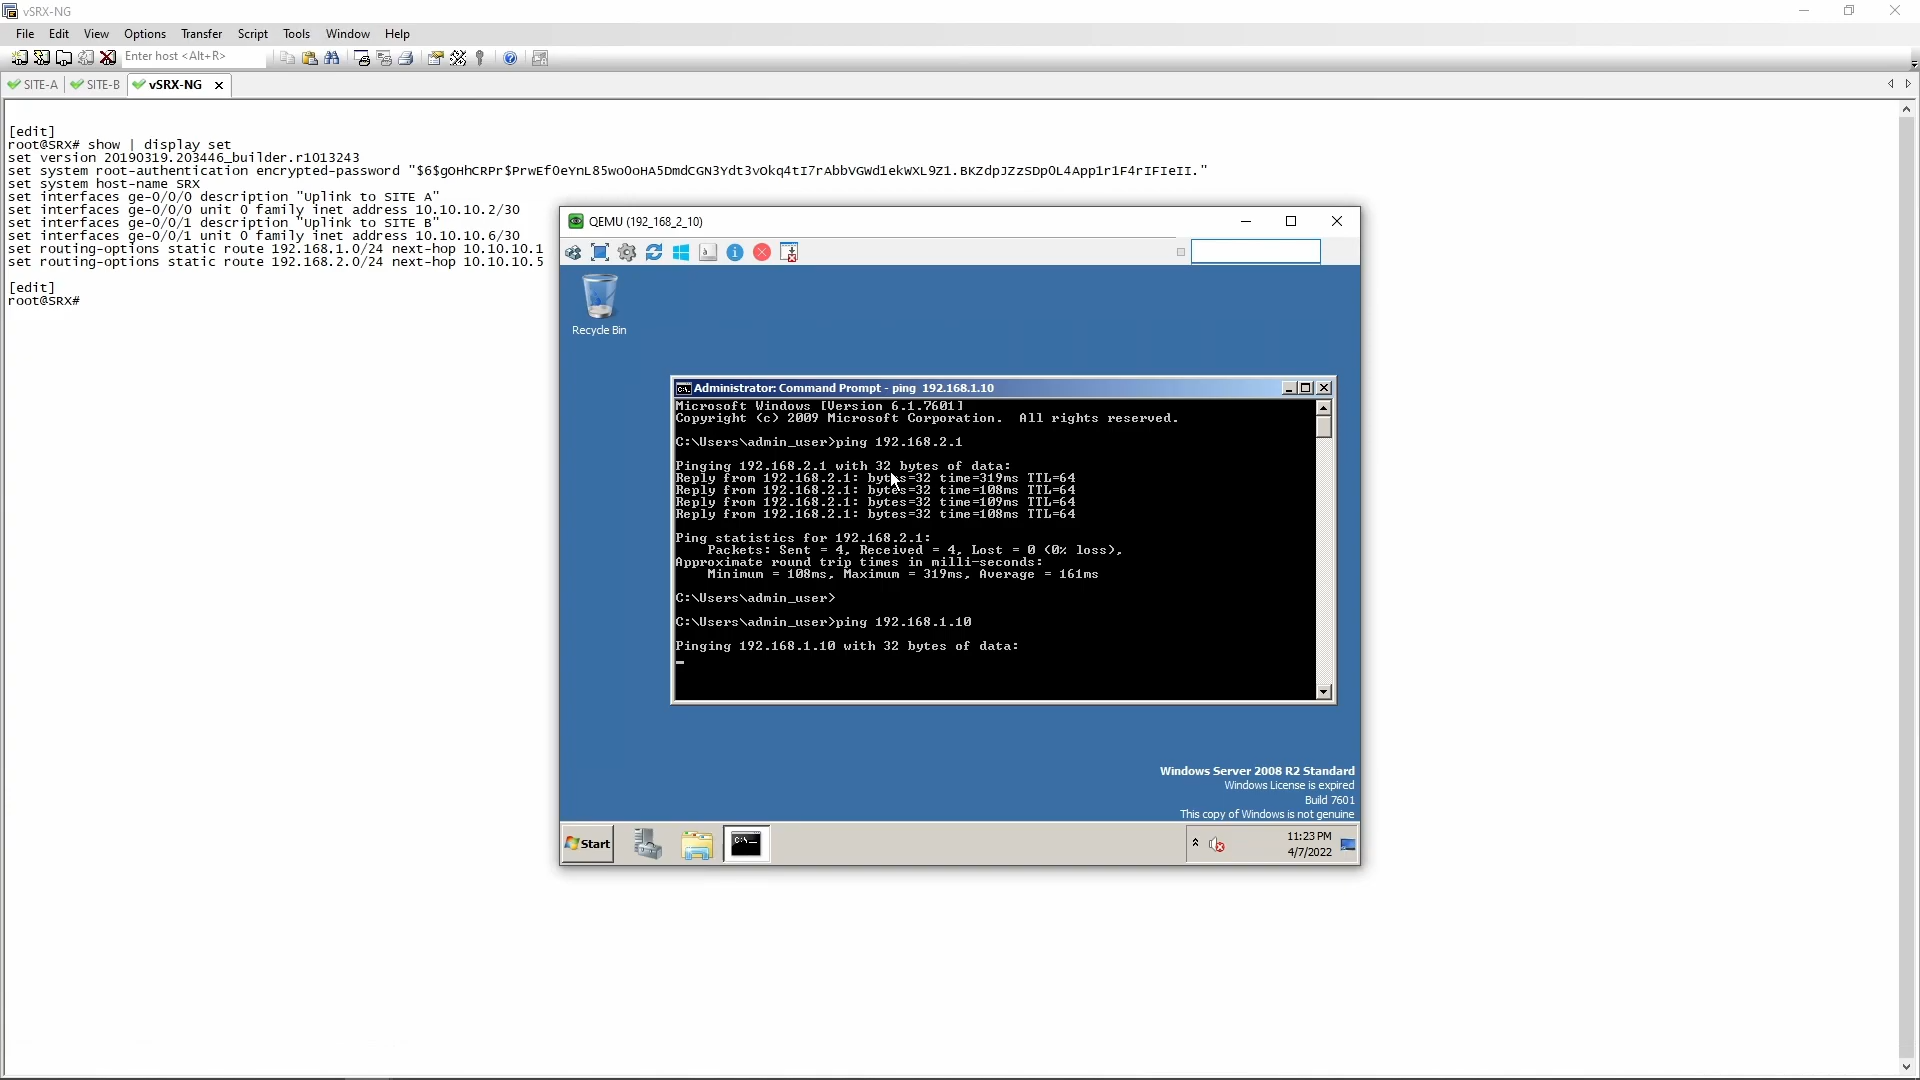 vSRX-NG
File Edit View Options Transfer Script Tools Window Help
Enter host <Alt+R>
SITE-A SITE-B vSRX-NG
[edit]
root@SRX# show | display set
set version 20190319.203446_builder.r1013243
set system root-authentication encrypted-password "$6$gOHhCRPr$PrwEfOeYnL85woOoHA5DmdCGN3Ydt3vOkq4tI7rAbbVGWd1ekWXL9Z1.BKZdpJZzSDpOL4App1r1F4rIFIeII."
set system host-name SRX
set interfaces ge-0/0/0 description "Uplink to SITE A"
set interfaces ge-0/0/0 unit 0 family inet address 10.10.10.2/30
set interfaces ge-0/0/1 description "Uplink to SITE B"
set interfaces ge-0/0/1 unit 0 family inet address 10.10.10.6/30
set routing-options static route 192.168.1.0/24 next-hop 10.10.10.1
set routing-options static route 192.168.2.0/24 next-hop 10.10.10.5
[edit]
root@SRX#
QEMU (192_168_2_10)
Recycle Bin
Administrator: Command Prompt - ping 192.168.1.10
Microsoft Windows [Version 6.1.7601]
Copyright (c) 2009 Microsoft Corporation. All rights reserved.
C:\Users\admin_user>ping 192.168.2.1
Pinging 192.168.2.1 with 32 bytes of data:
Reply from 192.168.2.1: bytes=32 time=319ms TTL=64
Reply from 192.168.2.1: bytes=32 time=108ms TTL=64
Reply from 192.168.2.1: bytes=32 time=109ms TTL=64
Reply from 192.168.2.1: bytes=32 time=108ms TTL=64
Ping statistics for 192.168.2.1:
Packets: Sent = 4, Received = 4, Lost = 0 (0% loss),
Approximate round trip times in milli-seconds:
Minimum = 108ms, Maximum = 319ms, Average = 161ms
C:\Users\admin_user>
C:\Users\admin_user>ping 192.168.1.10
Pinging 192.168.1.10 with 32 bytes of data:
Windows Server 2008 R2 Standard
Windows License is expired
Build 7601
This copy of Windows is not genuine
Start
11:23 PM
4/7/2022